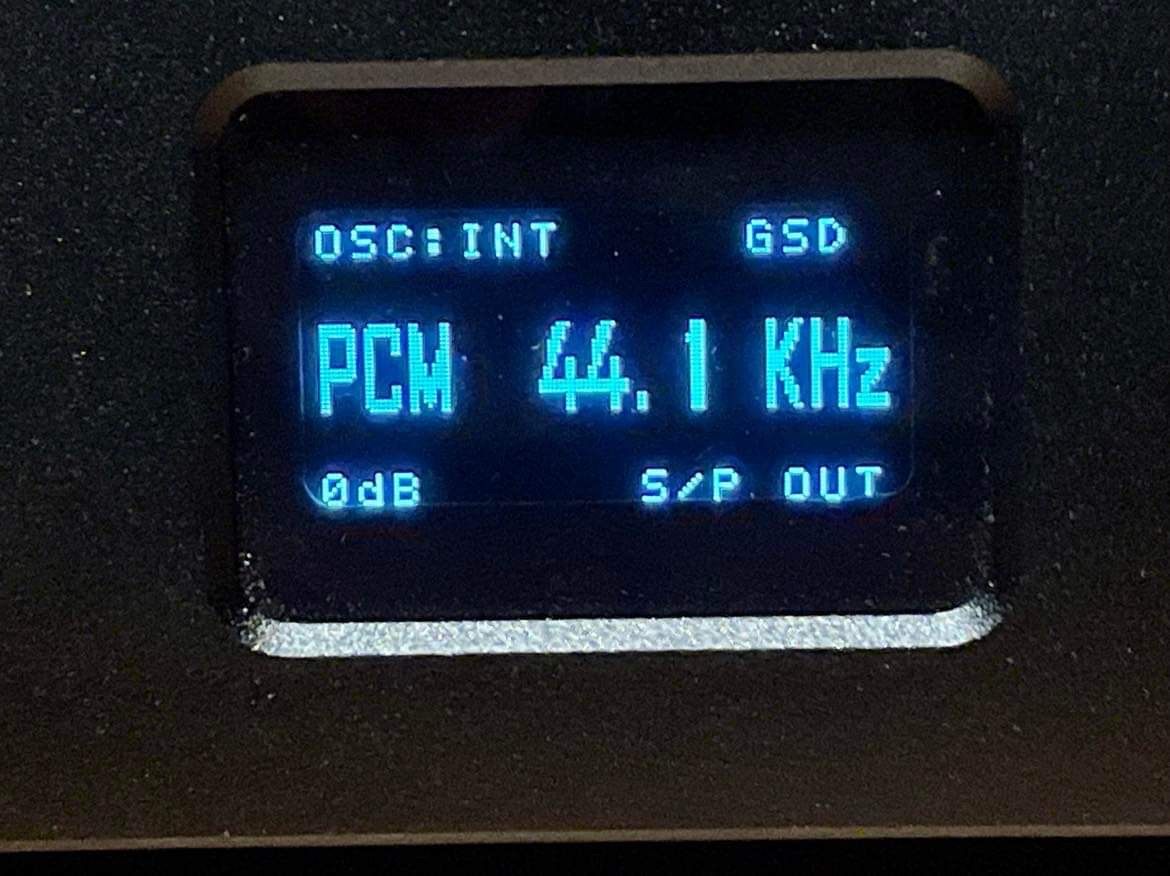 OSC:INT GSD
PCM 44.1 KHz
0dB S/P OUT